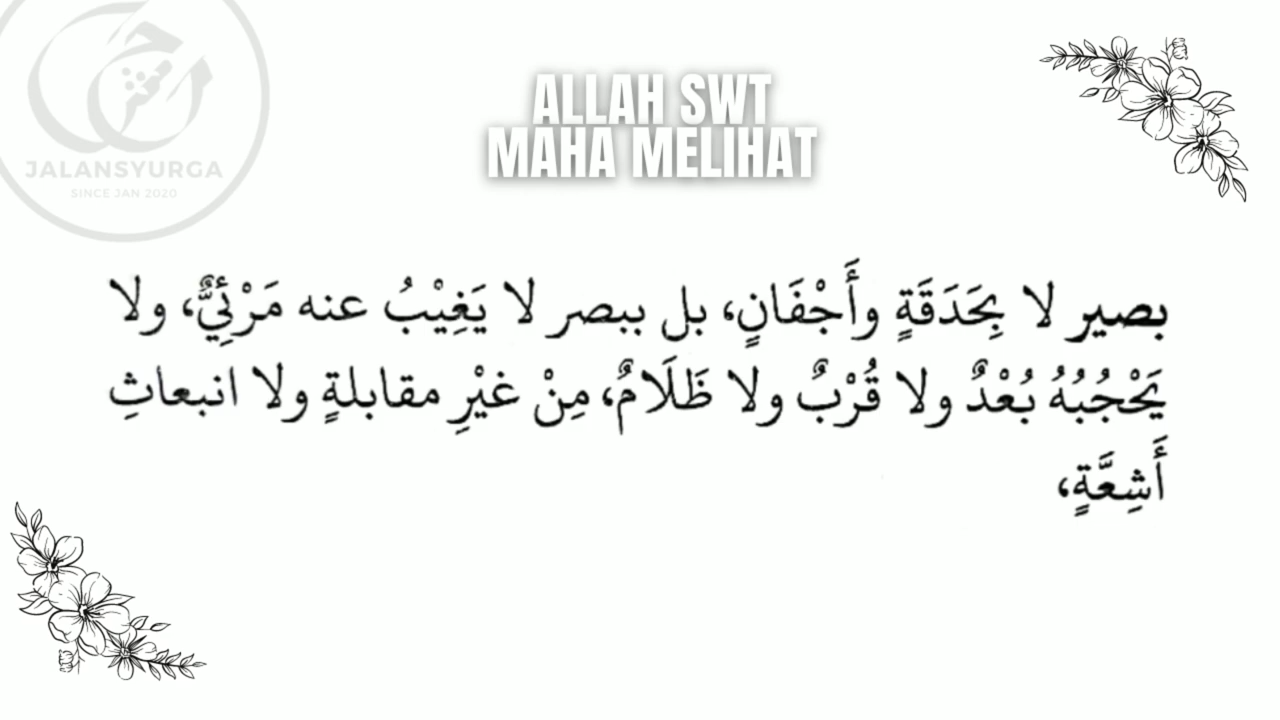 JALANSYURGA
SINCE JAN 2020
ALLAH SWT
MAHA MELIHAT
بصير لا بِحَدَقَةٍ وأَجْفَانٍ، بل ببصر لا يَغِيْبُ عنه مَرْئِيٌّ، ولا
يَحْجُبُهُ بُعْدٌ ولا قُرْبٌ ولا ظَلَامٌ، مِنْ غيْرِ مقابلةٍ ولا انبعاثِ
أَشِعَّةٍ،